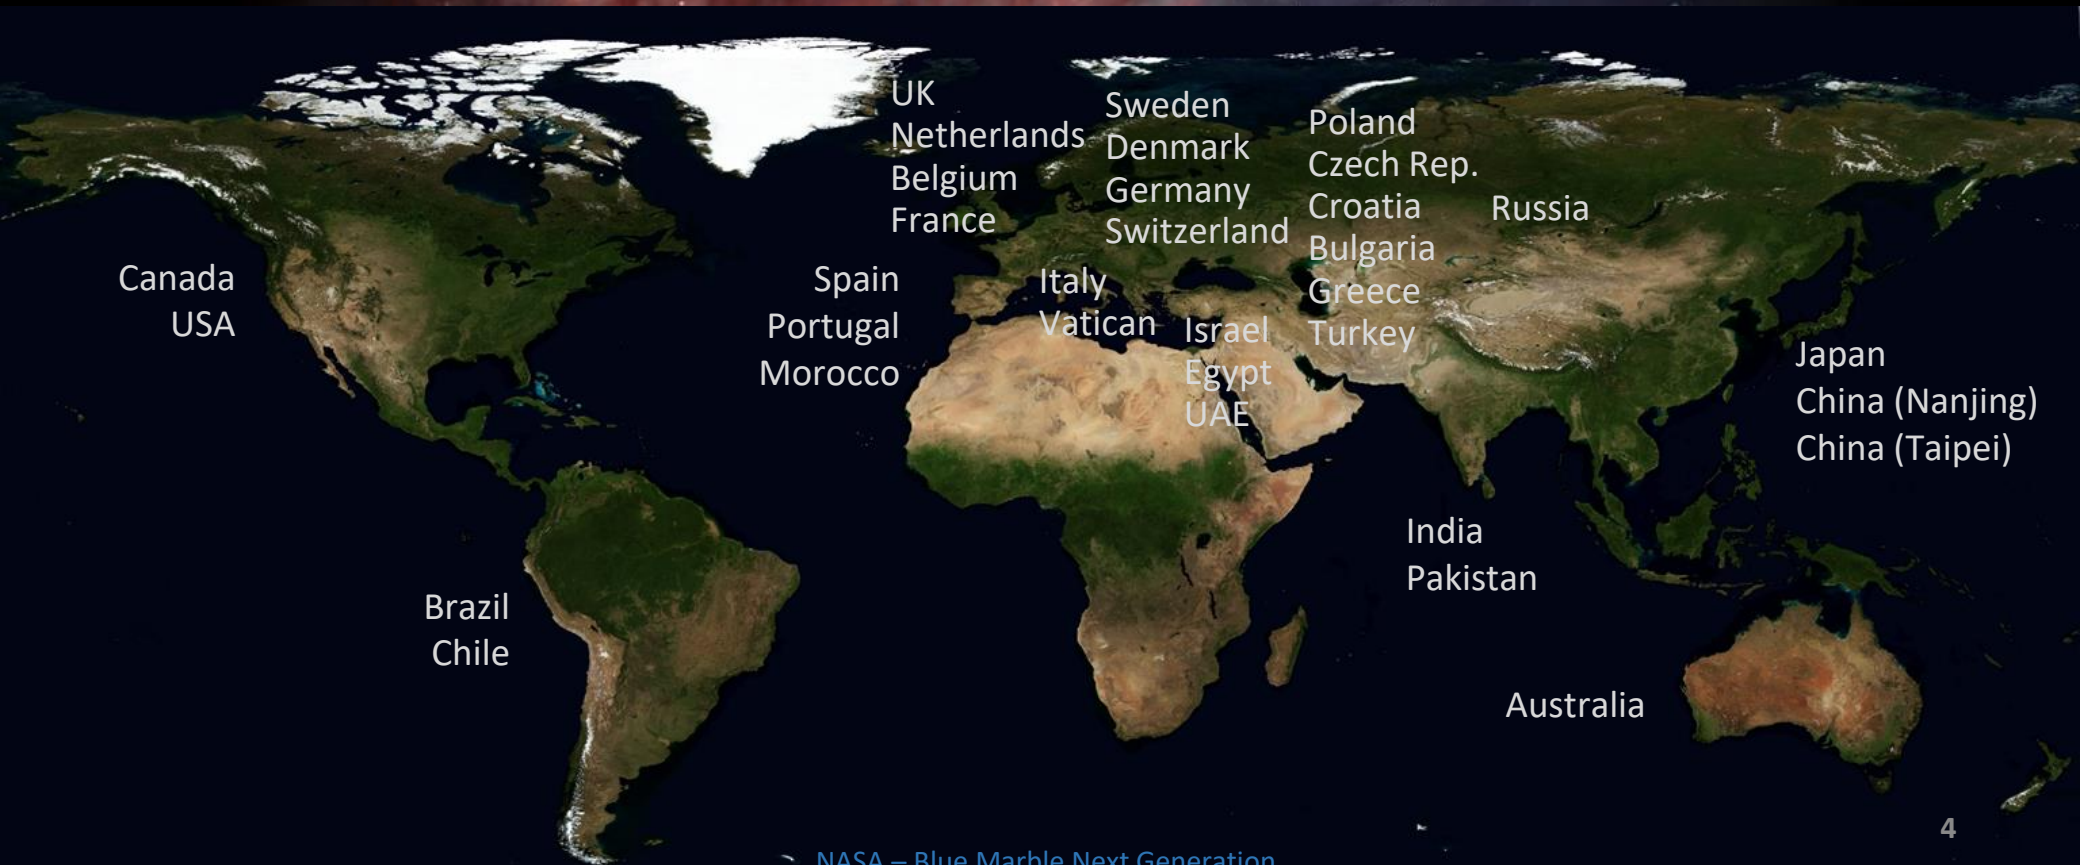 UK
Netherlands
Belgium
France
Sweden
Denmark
Germany
Switzerland
Poland
Czech Rep.
Croatia
Bulgaria
Greece
Turkey
Russia
Canada
USA
Spain
Portugal
Morocco
Italy
Vatican
Israel
Egypt
UAE
Japan
China (Nanjing)
China (Taipei)
India
Pakistan
Brazil
Chile
Australia
4
NASA – Blue Marble Next Generation